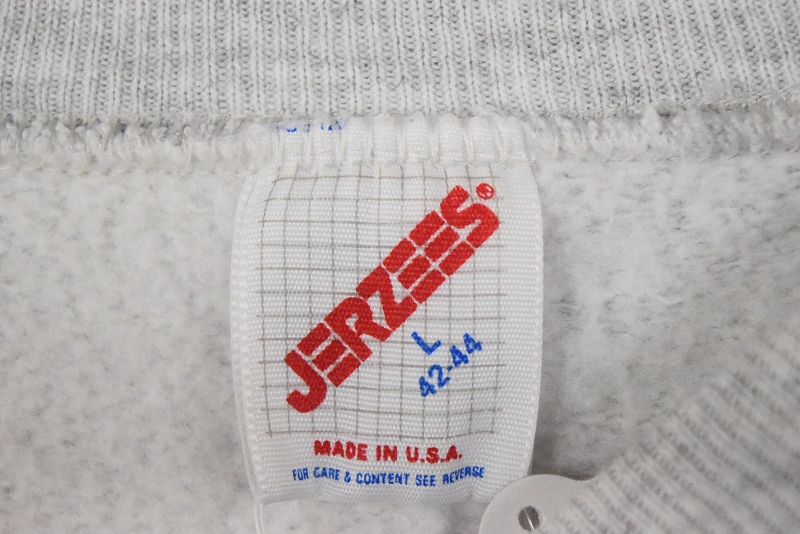 JERZEES®
L
42-44
MADE IN U.S.A.
FOR CARE & CONTENT SEE REVERSE